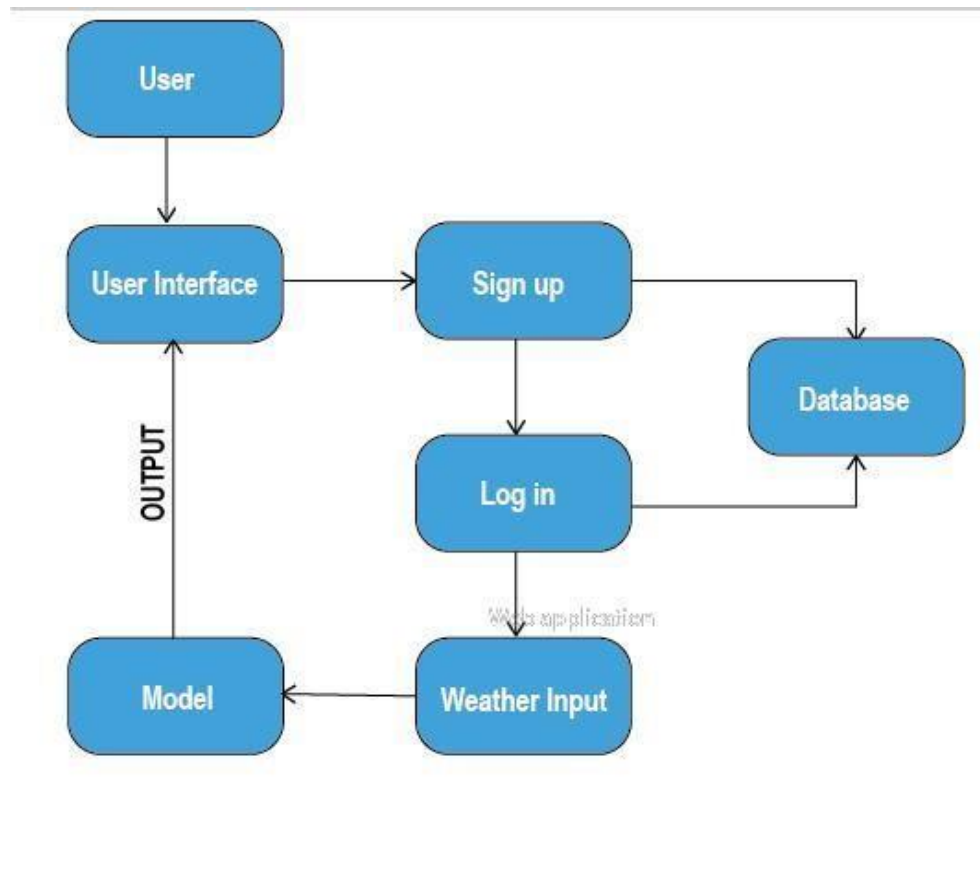 User
User Interface
Sign up
Database
OUTPUT
Log in
Web application
Model
Weather Input